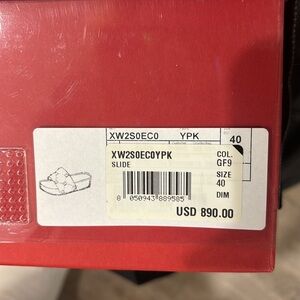 XW2S0EC0 YPK 40
XW2S0EC0YPK COL.
SLIDE GF9
SIZE
40
DIM
8 050943 889585
USD 890.00